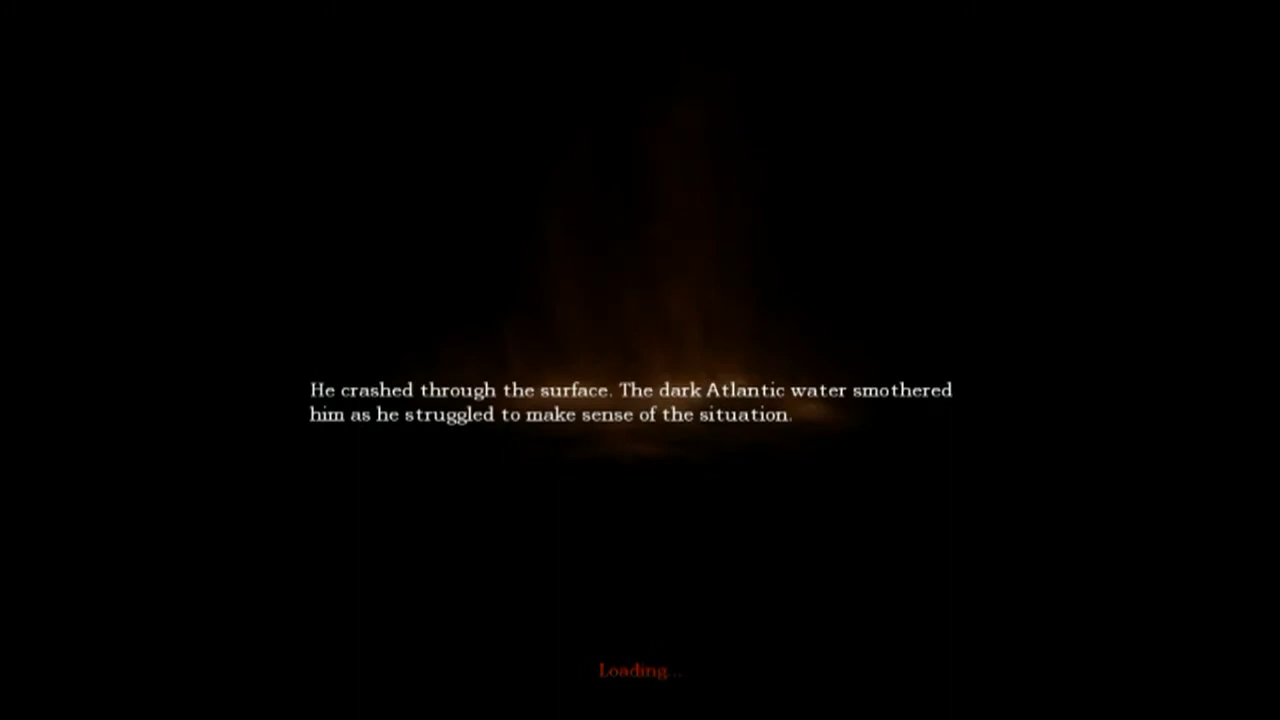 He crashed through the surface. The dark Atlantic water smothered
him as he struggled to make sense of the situation.
Loading...